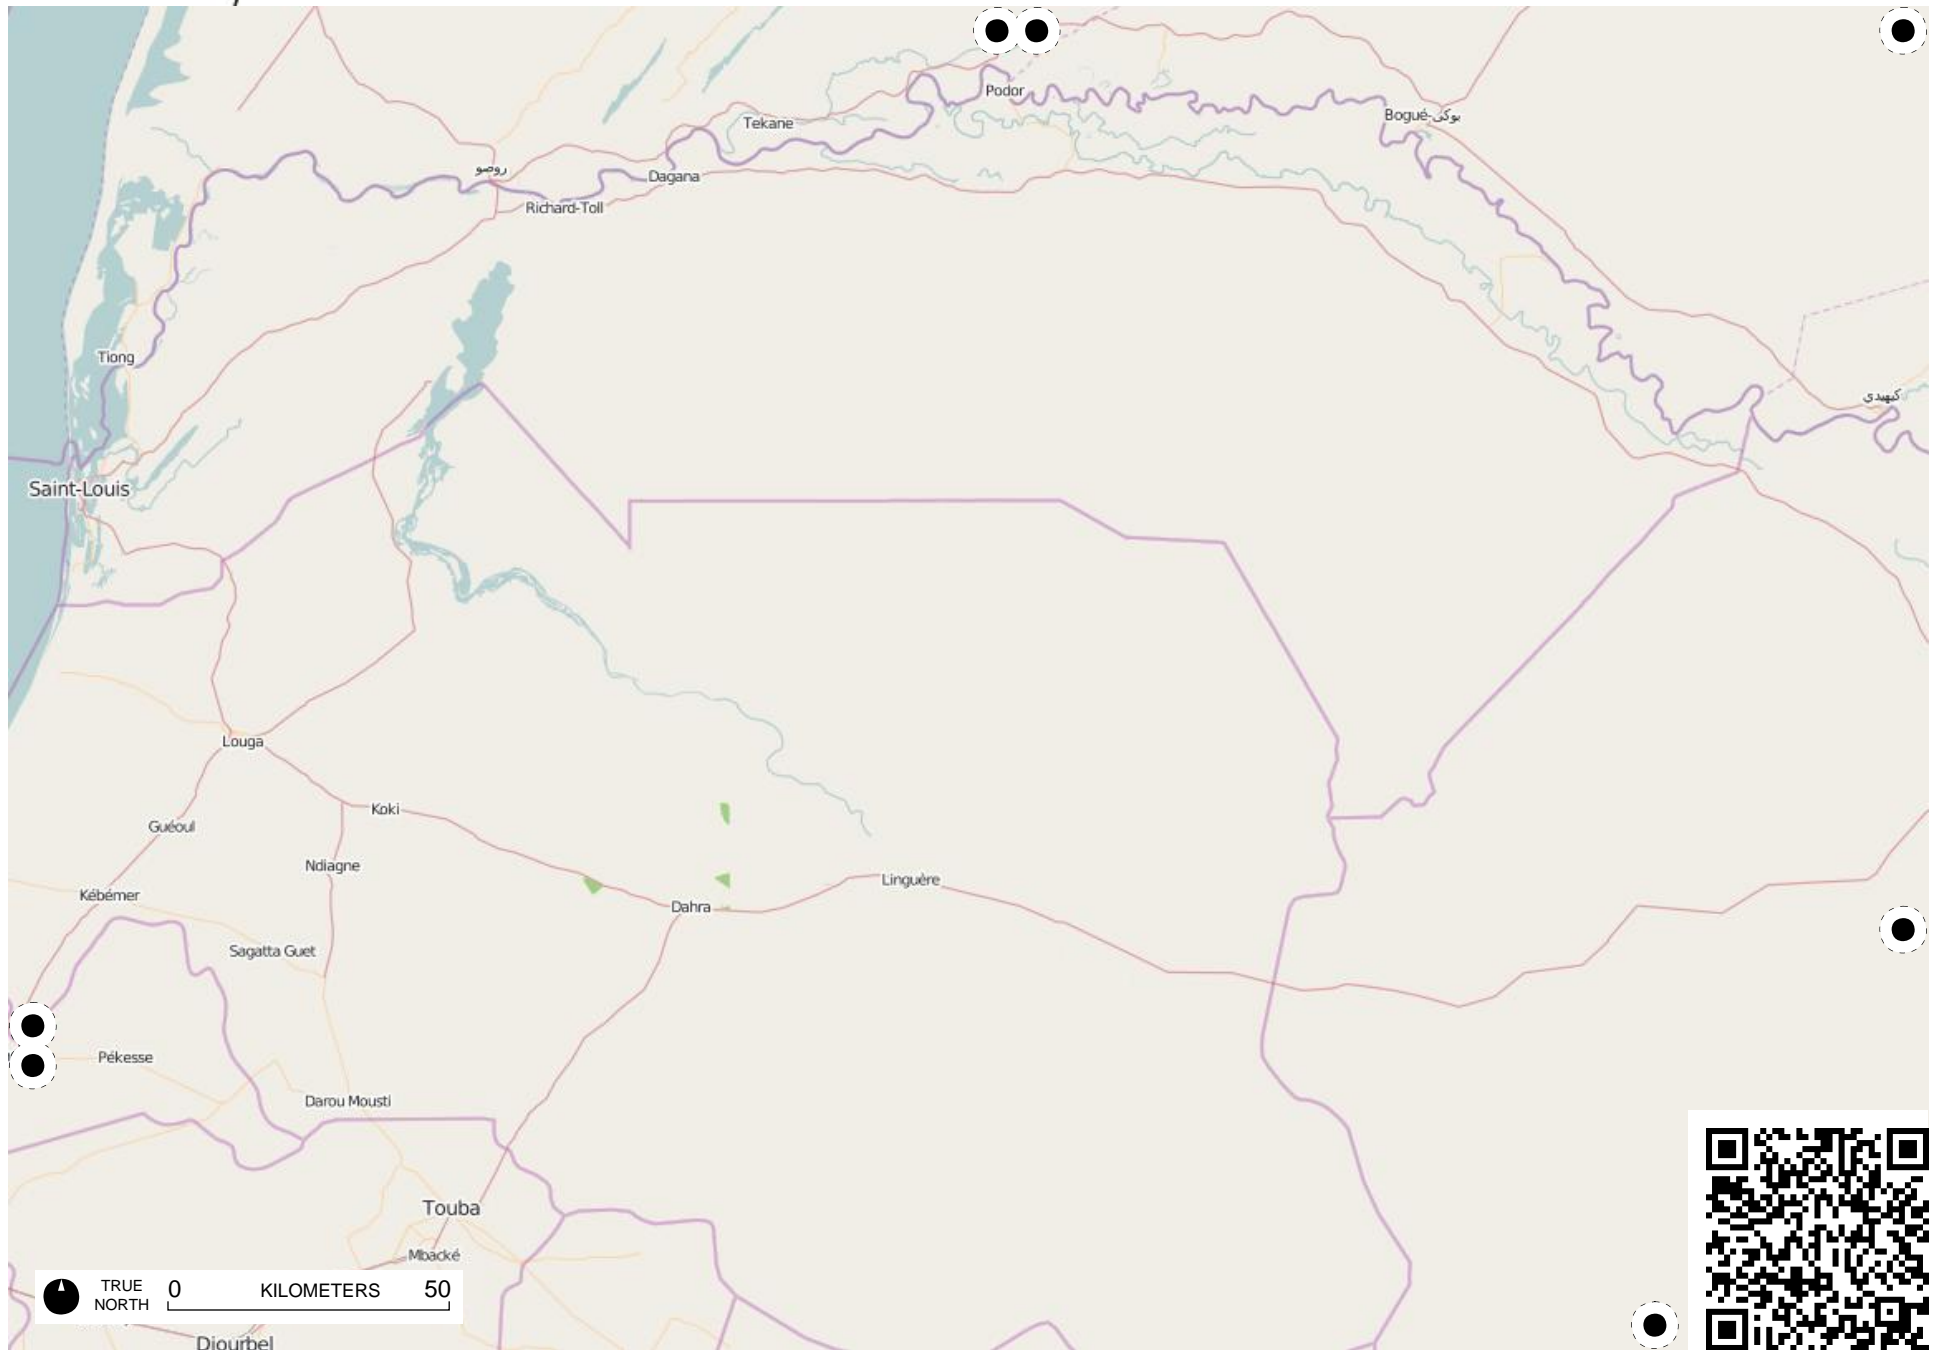 Podor
Bogué-بوكى
Tekane
روصو
Dagana
Richard-Toll
Tiong
كيهيدي
Saint-Louis
Louga
Koki
Guéoul
Ndiagne
Linguère
Kébémer
Dahra
Sagatta Guet
Pékesse
Darou Mousti
Touba
Mbacké
TRUE
NORTH
0 KILOMETERS 50
Diourbel